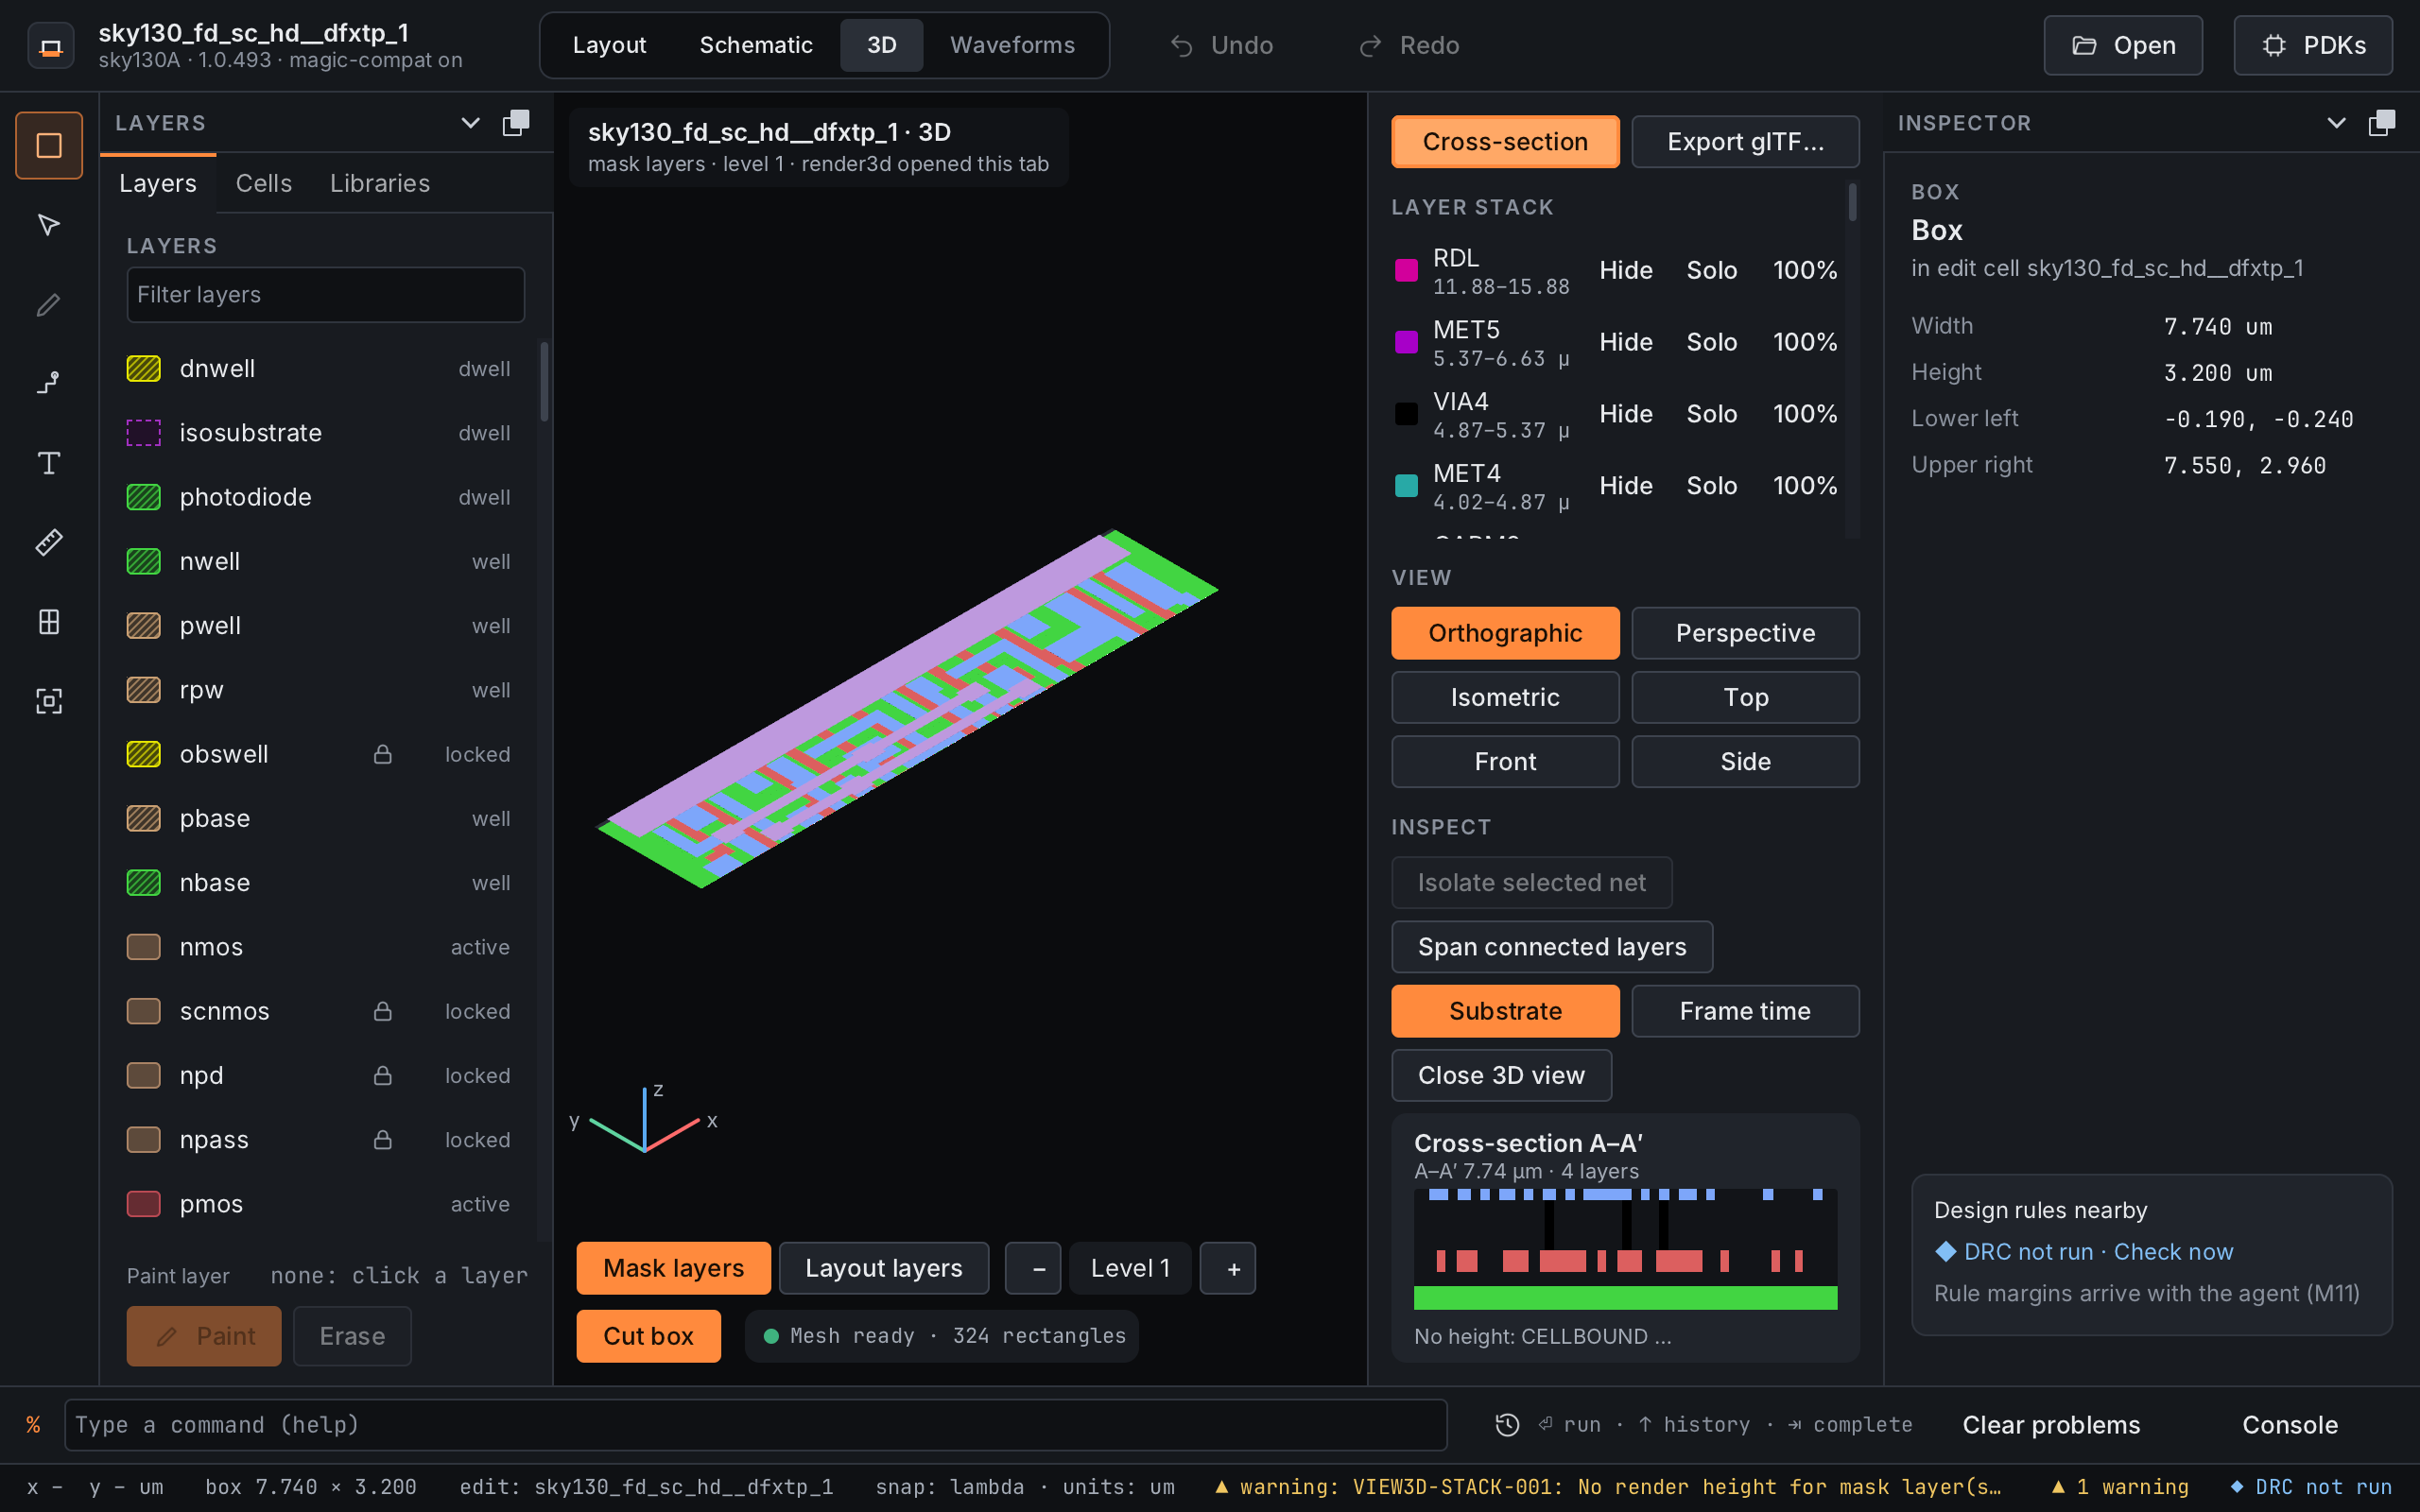 sky130_fd_sc_hd__dfxtp_1
sky130A · 1.0.493 · magic-compat on
Layout
Schematic
3D
Waveforms
Undo
Redo
Open
PDKs
LAYERS
Layers
Cells
Libraries
LAYERS
Filter layers
dnwell dwell
isosubstrate dwell
photodiode dwell
nwell well
pwell well
rpw well
obswell locked
pbase well
nbase well
nmos active
scnmos locked
npd locked
npass locked
pmos active
Paint layer none: click a layer
Paint
Erase
sky130_fd_sc_hd__dfxtp_1 · 3D
mask layers · level 1 · render3d opened this tab
z
y
x
Mask layers
Layout layers
−
Level 1
+
Cut box
Mesh ready · 324 rectangles
Cross-section
Export glTF...
LAYER STACK
RDL
11.88–15.88
Hide Solo 100%
MET5
5.37–6.63 µ
Hide Solo 100%
VIA4
4.87–5.37 µ
Hide Solo 100%
MET4
4.02–4.87 µ
Hide Solo 100%
VIEW
Orthographic
Perspective
Isometric
Top
Front
Side
INSPECT
Isolate selected net
Span connected layers
Substrate
Frame time
Close 3D view
Cross-section A–A′
A–A′ 7.74 µm · 4 layers
No height: CELLBOUND ...
INSPECTOR
BOX
Box
in edit cell sky130_fd_sc_hd__dfxtp_1
Width 7.740 um
Height 3.200 um
Lower left -0.190, -0.240
Upper right 7.550, 2.960
Design rules nearby
DRC not run · Check now
Rule margins arrive with the agent (M11)
% Type a command (help)
⏎ run · ↑ history · ⇥ complete
Clear problems
Console
x – y – um
box 7.740 × 3.200
edit: sky130_fd_sc_hd__dfxtp_1
snap: lambda · units: um
▲ warning: VIEW3D-STACK-001: No render height for mask layer(s…
▲ 1 warning
◆ DRC not run